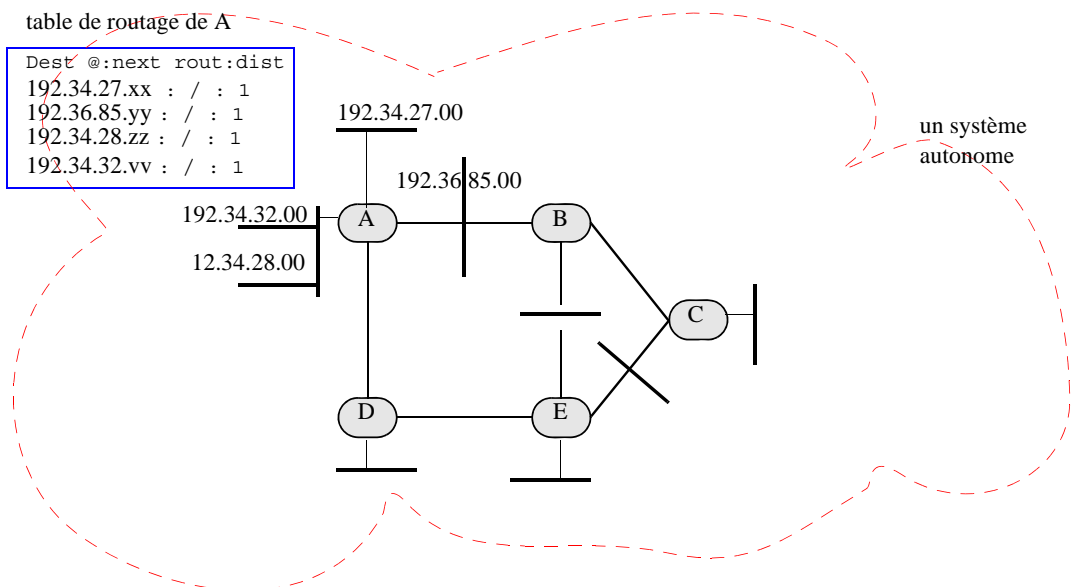 table de routage de A
Dest @:next rout:dist
192.34.27.xx : / : 1
192.36.85.yy : / : 1
192.34.28.zz : / : 1
192.34.32.vv : / : 1
192.34.27.00
un système
autonome
192.36.85.00
192.34.32.00
A
B
12.34.28.00
C
D
E